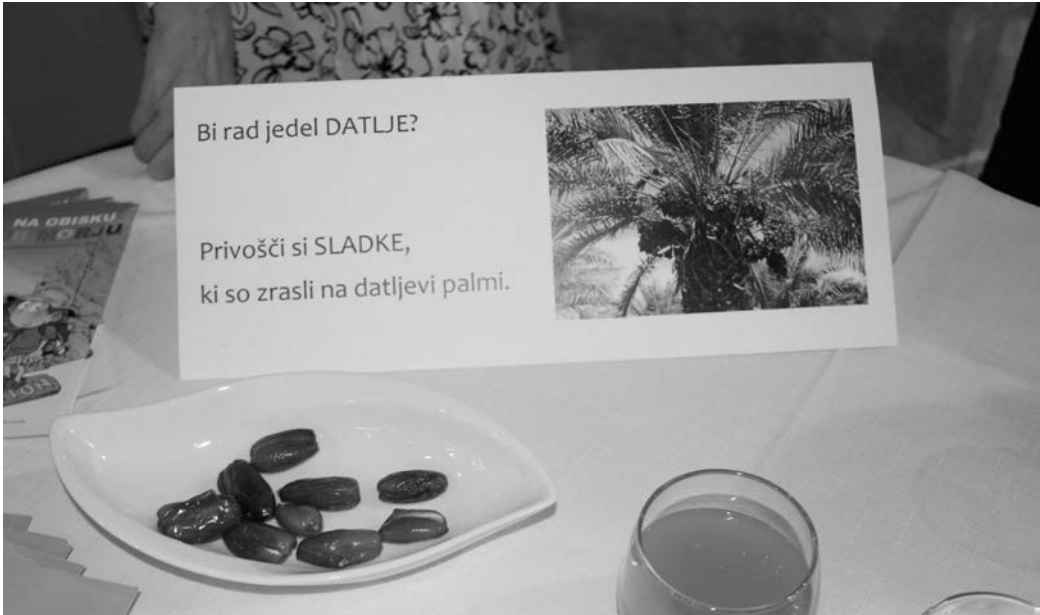 Bi rad jedel DATLJE?
Privošči si SLADKE,
ki so zrasli na datljevi palmi.
NA OBISKU